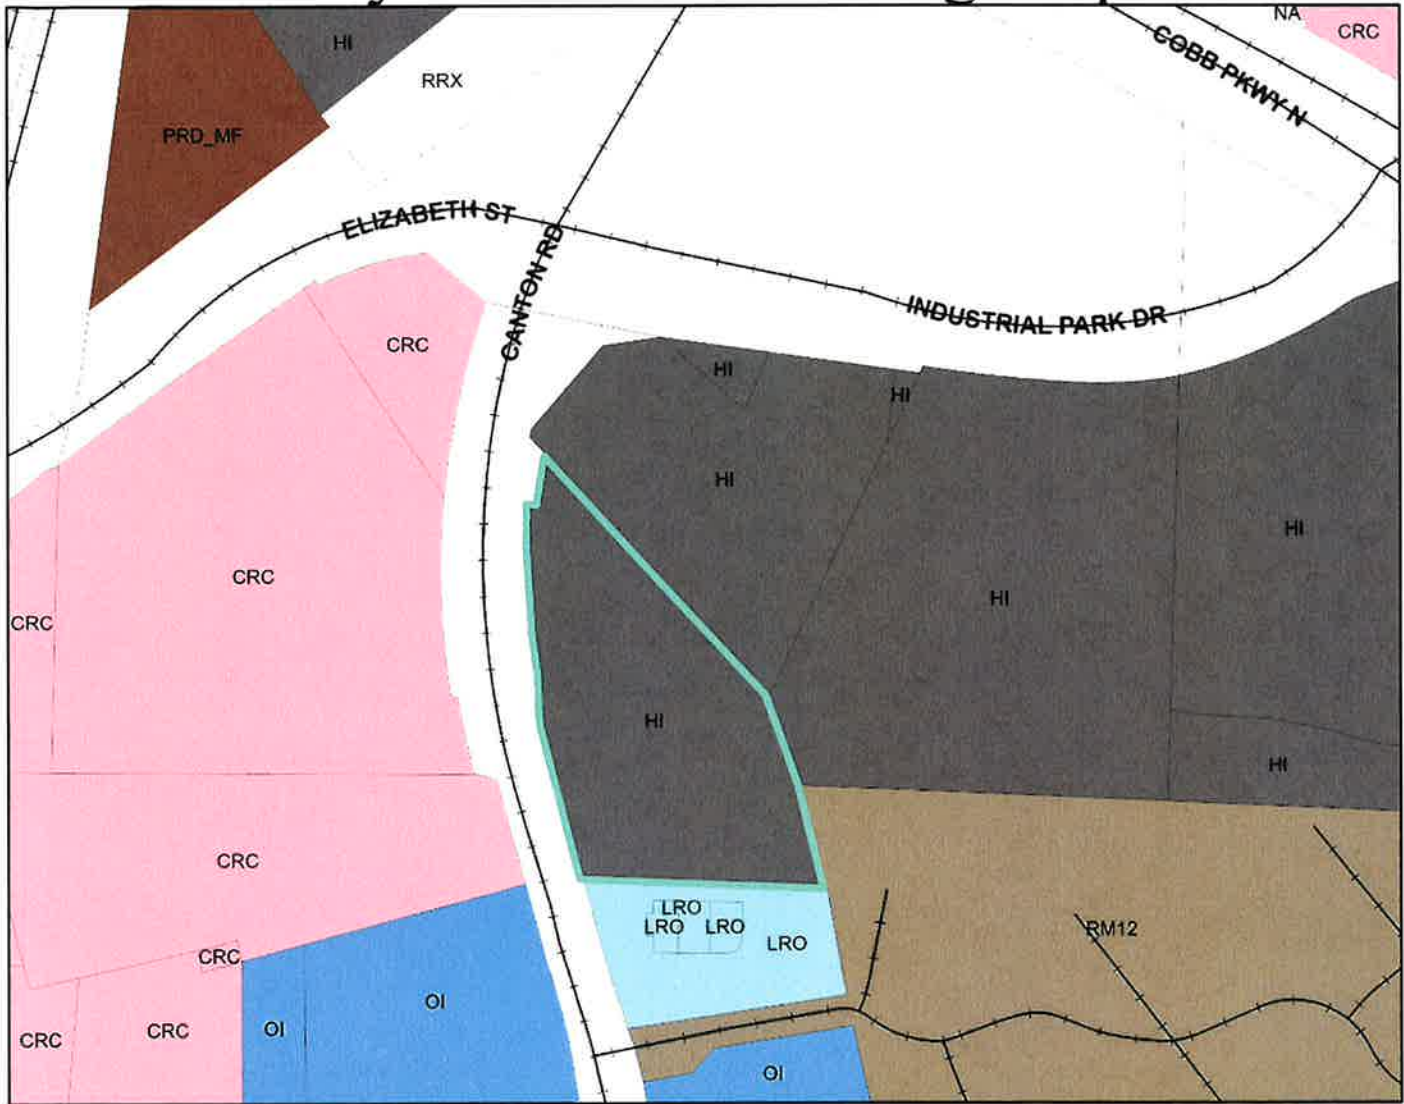 NA
CRC
HI
COBB PKWY N
RRX
PRD_MF
ELIZABETH ST
CANTON RD
INDUSTRIAL PARK DR
CRC
HI
HI
HI
HI
CRC
HI
CRC
HI
HI
CRC
LRO
LRO LRO
LRO
RM12
CRC
OI
OI
CRC
CRC
OI